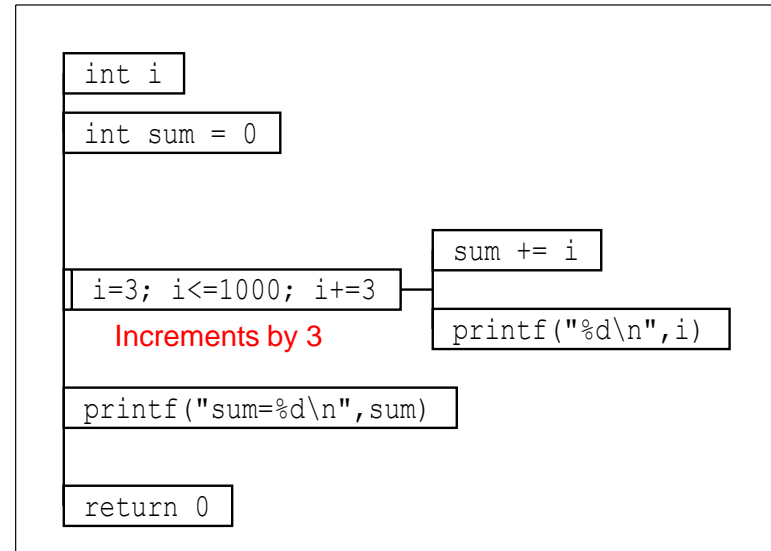 int i
int sum = 0
i=3; i<=1000; i+=3
Increments by 3
sum += i
printf("%d\n",i)
printf("sum=%d\n",sum)
return 0